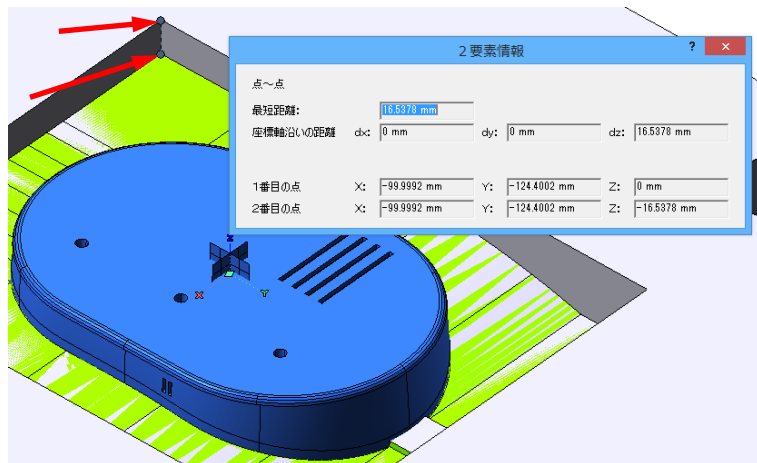 2要素情報
? ×
点～点
最短距離: 16.5378 mm
座標軸沿いの距離 dx: 0 mm dy: 0 mm dz: 16.5378 mm
1番目の点 X: -99.9992 mm Y: -124.4002 mm Z: 0 mm
2番目の点 X: -99.9992 mm Y: -124.4002 mm Z: -16.5378 mm
Z
X
Y